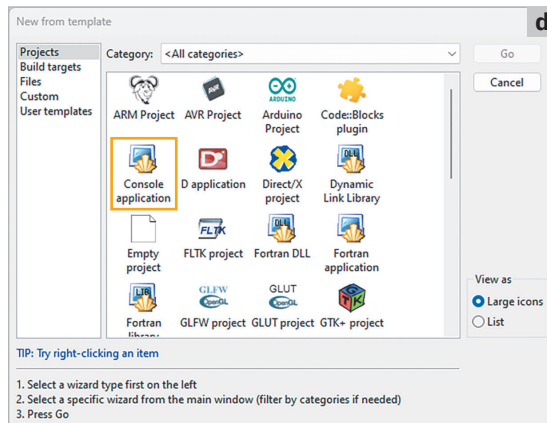 New from template
d
Projects
Build targets
Files
Custom
User templates
Category: <All categories>
Go
Cancel
ARM Project
AVR Project
AVR
ARDUINO
Arduino
Project
Code::Blocks
plugin
Console
application
D
D application
Direct/X
project
DLL
Dynamic
Link Library
Empty
project
FLTK
FLTK project
DLL
Fortran DLL
Fortran
application
LIB
Fortran
library
GLFW
OpenGL
GLFW project
GLUT
OpenGL
GLUT project
GTK
GTK+ project
View as
Large icons
List
TIP: Try right-clicking an item
1. Select a wizard type first on the left
2. Select a specific wizard from the main window (filter by categories if needed)
3. Press Go